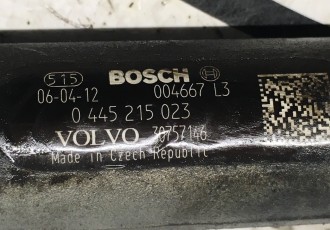 515 BOSCH
06-04-12 004667 L3
0 445 215 023
VOLVO 30757146
Made in Czech Republic